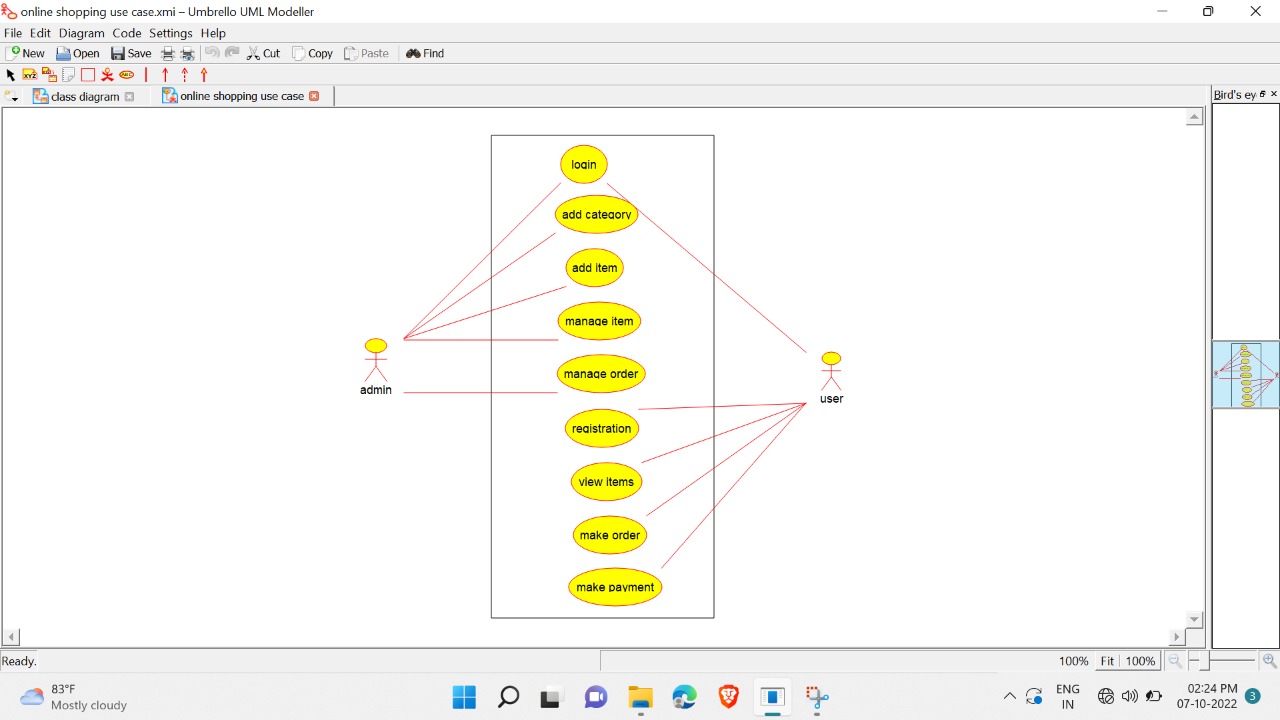 online shopping use case.xmi – Umbrello UML Modeller
File Edit Diagram Code Settings Help
New Open Save Cut Copy Paste Find
class diagram online shopping use case Bird's ey
login
add category
add item
manage item
manage order
admin
user
registration
view items
make order
make payment
Ready. 100% Fit 100%
83°F
Mostly cloudy
ENG
IN
02:24 PM
07-10-2022
3